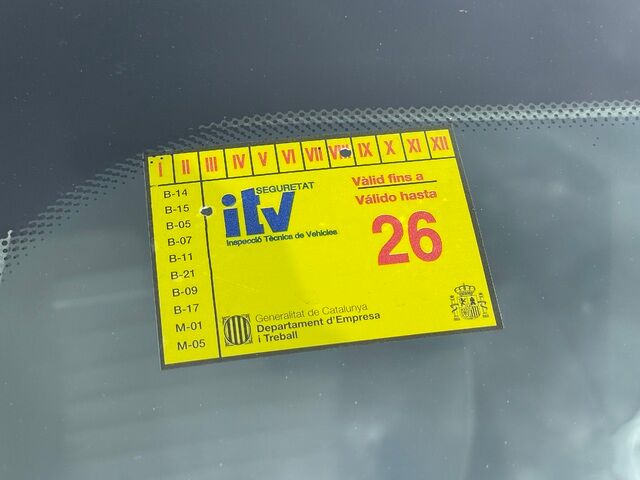 I II III IV V VI VII VIII IX X XI XII
B-14
B-15
B-05
B-07
B-11
B-21
B-09
B-17
M-01
M-05
SEGURETAT
itv
Inspecció Tècnica de Vehicles
Vàlid fins a
Válido hasta
26
Generalitat de Catalunya
Departament d'Empresa
i Treball